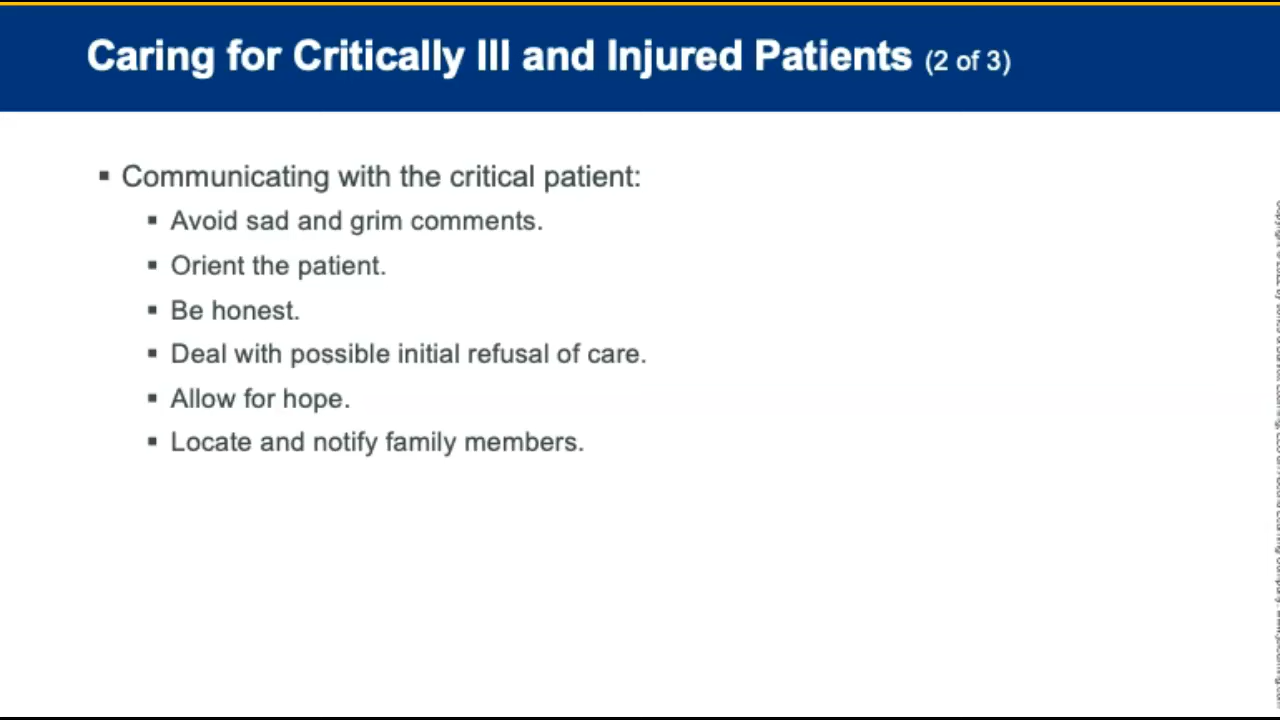 Caring for Critically Ill and Injured Patients (2 of 3)
▪ Communicating with the critical patient:
▪ Avoid sad and grim comments.
▪ Orient the patient.
▪ Be honest.
▪ Deal with possible initial refusal of care.
▪ Allow for hope.
▪ Locate and notify family members.